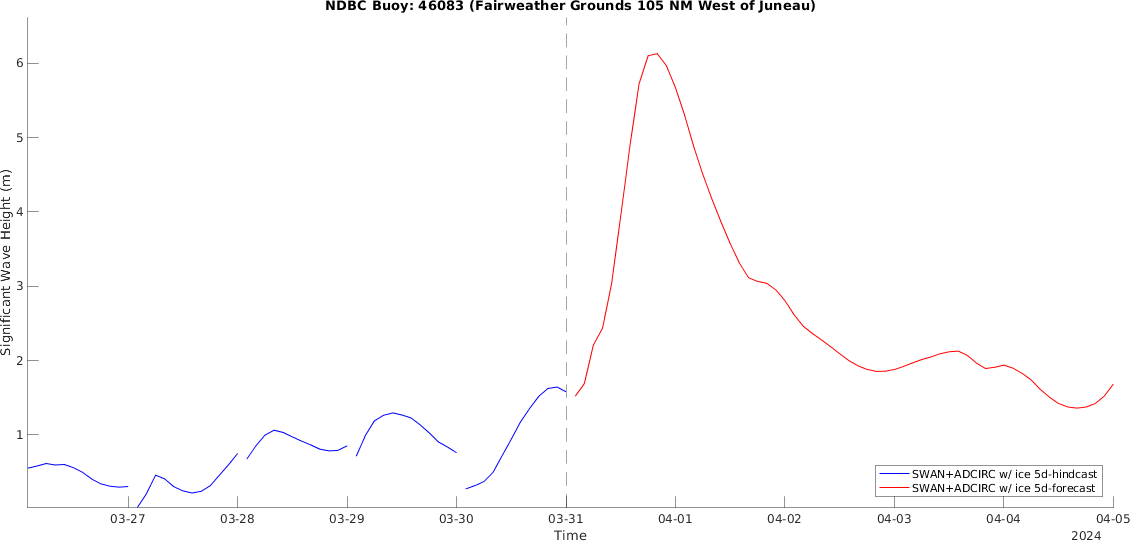 NDBC Buoy: 46083 (Fairweather Grounds 105 NM West of Juneau)
Significant Wave Height (m)
6
5
4
3
2
1
SWAN+ADCIRC w/ ice 5d-hindcast
SWAN+ADCIRC w/ ice 5d-forecast
03-27 03-28 03-29 03-30 03-31 04-01 04-02 04-03 04-04 04-05
Time
2024